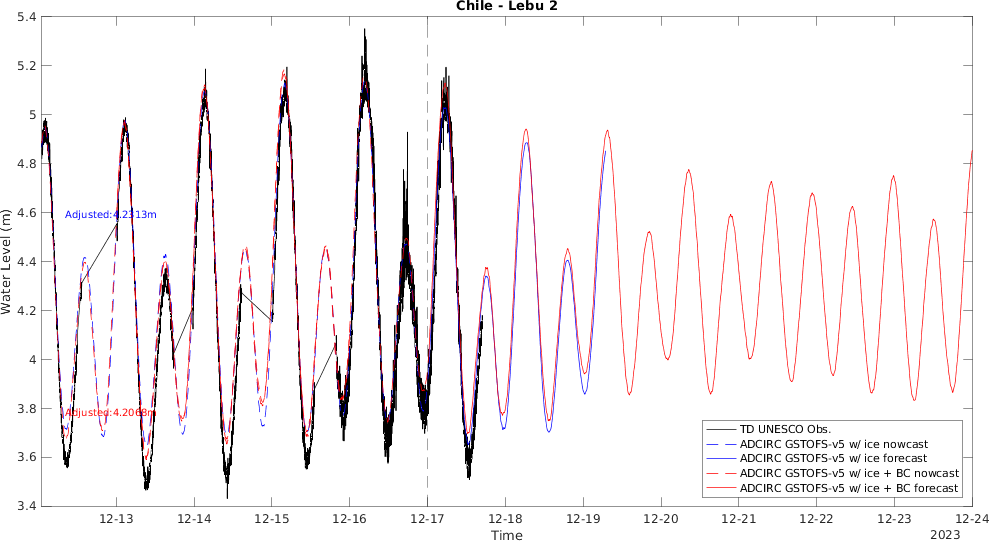 Chile - Lebu 2
5.4
5.2
5
4.8
4.6
4.4
4.2
4
3.8
3.6
3.4
Water Level (m)
Adjusted:4.2313m
Adjusted:4.2068m
TD UNESCO Obs.
ADCIRC GSTOFS-v5 w/ ice nowcast
ADCIRC GSTOFS-v5 w/ ice forecast
ADCIRC GSTOFS-v5 w/ ice + BC nowcast
ADCIRC GSTOFS-v5 w/ ice + BC forecast
12-13 12-14 12-15 12-16 12-17 12-18 12-19 12-20 12-21 12-22 12-23 12-24
Time
2023